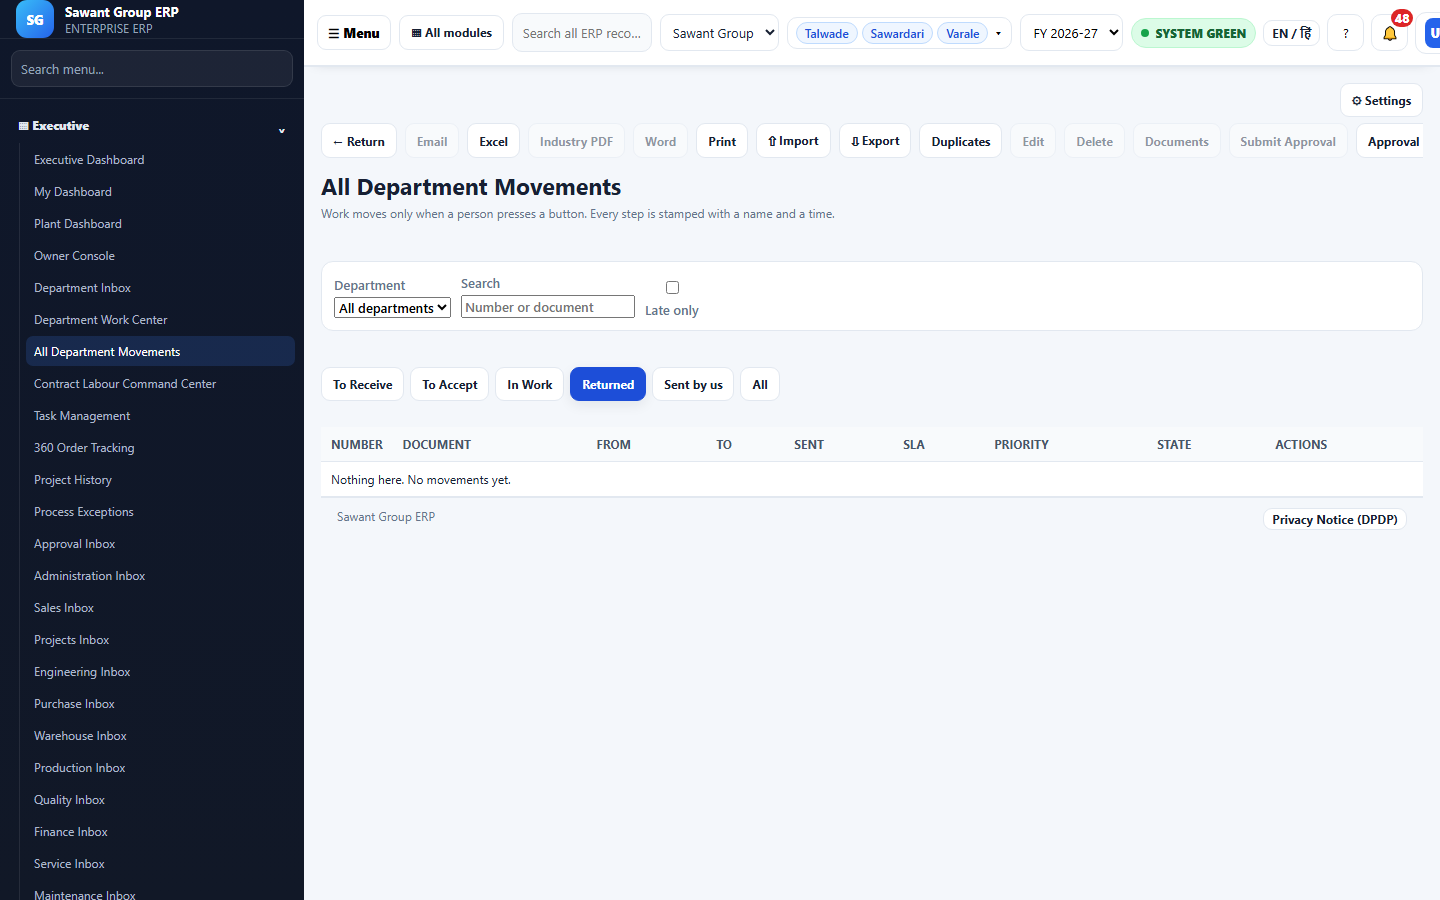 SG
Sawant Group ERP
ENTERPRISE ERP
Search menu...
Executive
Executive Dashboard
My Dashboard
Plant Dashboard
Owner Console
Department Inbox
Department Work Center
All Department Movements
Contract Labour Command Center
Task Management
360 Order Tracking
Project History
Process Exceptions
Approval Inbox
Administration Inbox
Sales Inbox
Projects Inbox
Engineering Inbox
Purchase Inbox
Warehouse Inbox
Production Inbox
Quality Inbox
Finance Inbox
Service Inbox
Maintenance Inbox
☰ Menu All modules Search all ERP reco... Sawant Group Talwade Sawardari Varale FY 2026-27 SYSTEM GREEN EN / हिं ? 48 U
⚙ Settings
← Return Email Excel Industry PDF Word Print ⇧ Import ⇩ Export Duplicates Edit Delete Documents Submit Approval Approval
All Department Movements
Work moves only when a person presses a button. Every step is stamped with a name and a time.
Department Search
All departments Number or document Late only
To Receive To Accept In Work Returned Sent by us All
NUMBER DOCUMENT FROM TO SENT SLA PRIORITY STATE ACTIONS
Nothing here. No movements yet.
Sawant Group ERP Privacy Notice (DPDP)